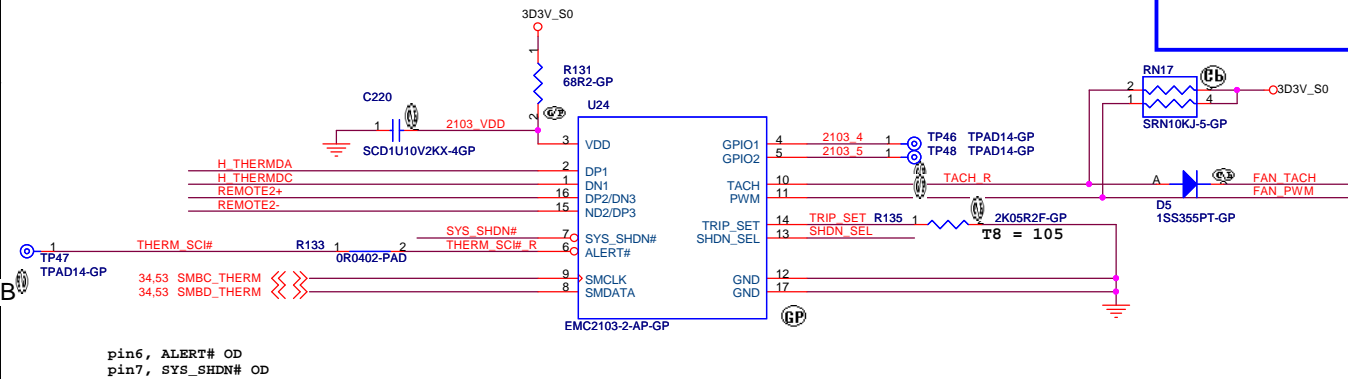 3D3V_S0
1
R131
68R2-GP
2
G/P
C220
1
2103_VDD
SCD1U10V2KX-4GP
U24
RN17
Cb
2
1
4
3D3V_S0
SRN10KJ-5-GP
3 VDD
GPIO1 4 2103_4 1 TP46 TPAD14-GP
GPIO2 5 2103_5 1 TP48 TPAD14-GP
H_THERMDA 2 DP1
H_THERMDC 1 DN1
REMOTE2+ 16 DP2/DN3
REMOTE2- 15 ND2/DP3
TACH 10 TACH_R A FAN_TACH
PWM 11 FAN_PWM
D5
1SS355PT-GP
TRIP_SET 14 TRIP_SET R135 1 2 2K05R2F-GP
SHDN_SEL 13 SHDN_SEL
T8 = 105
SYS_SHDN# 7 SYS_SHDN#
1 THERM_SCI# R133 1 2 THERM_SCI#_R 6 ALERT#
TP47
TPAD14-GP
0R0402-PAD
34,53 SMBC_THERM 9 SMCLK
34,53 SMBD_THERM 8 SMDATA
GND 12
GND 17
B
GP
EMC2103-2-AP-GP
pin6, ALERT# OD
pin7, SYS_SHDN# OD